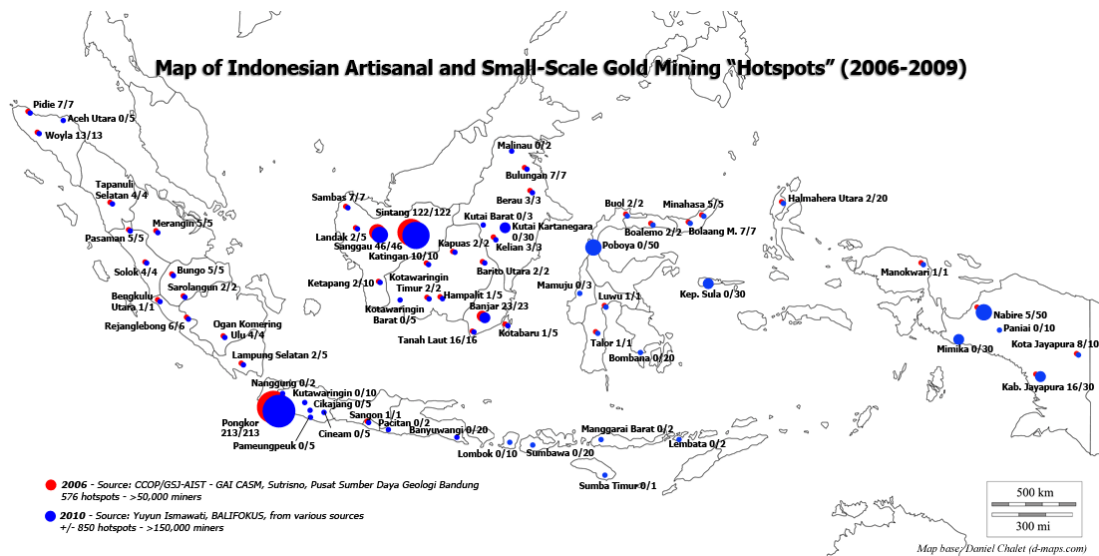 Map of Indonesian Artisanal and Small-Scale Gold Mining “Hotspots” (2006-2009)
Pidie 7/7
Aceh Utara 0/5
Woyla 13/13
Malinau 0/2
Bulungan 7/7
Tapanuli
Selatan 4/4
Sambas 7/7
Berau 3/3
Buol 2/2
Minahasa 5/5
Halmahera Utara 2/20
Sintang 122/122
Kutai Barat 0/3
Merangin 5/5
Kutai Kartanegara
0/30
Landak 2/5
Boalemo 2/2
Bolaang M. 7/7
Pasaman 5/5
Sanggau 46/46
Kapuas 2/2
Kelian 3/3
Poboya 0/50
Katingan 10/10
Solok 4/4
Bungo 5/5
Barito Utara 2/2
Manokwari 1/1
Ketapang 2/10
Kotawaringin
Timur 2/2
Mamuju 0/3
Kep. Sula 0/30
Sarolangun 2/2
Hampalit 1/5
Luwu 1/1
Bengkulu
Utara 1/1
Kotawaringin
Barat 0/5
Banjar 23/23
Nabire 5/50
Rejanglebong 6/6
Ogan Komering
Ulu 4/4
Kotabaru 1/5
Paniai 0/10
Tanah Laut 16/16
Talor 1/1
Mimika 0/30
Kota Jayapura 8/10
Lampung Selatan 2/5
Bombana 0/20
Nanggung 0/2
Kab. Jayapura 16/30
Kutawaringin 0/10
Cikajang 0/5
Sangon 1/1
Pongkor
213/213
Pacitan 0/2
Cineam 0/5
Banyuwangi 0/20
Manggarai Barat 0/2
Pameungpeuk 0/5
Lembata 0/2
Lombok 0/10
Sumbawa 0/20
Sumba Timur 0/1
2006 - Source: CCOP/GSJ-AIST - GAI CASM, Sutrisno, Pusat Sumber Daya Geologi Bandung
576 hotspots - >50,000 miners
2010 - Source: Yuyun Ismawati, BALIFOKUS, from various sources
+/- 850 hotspots - >150,000 miners
500 km
300 mi
Map base: Daniel Chalet (d-maps.com)